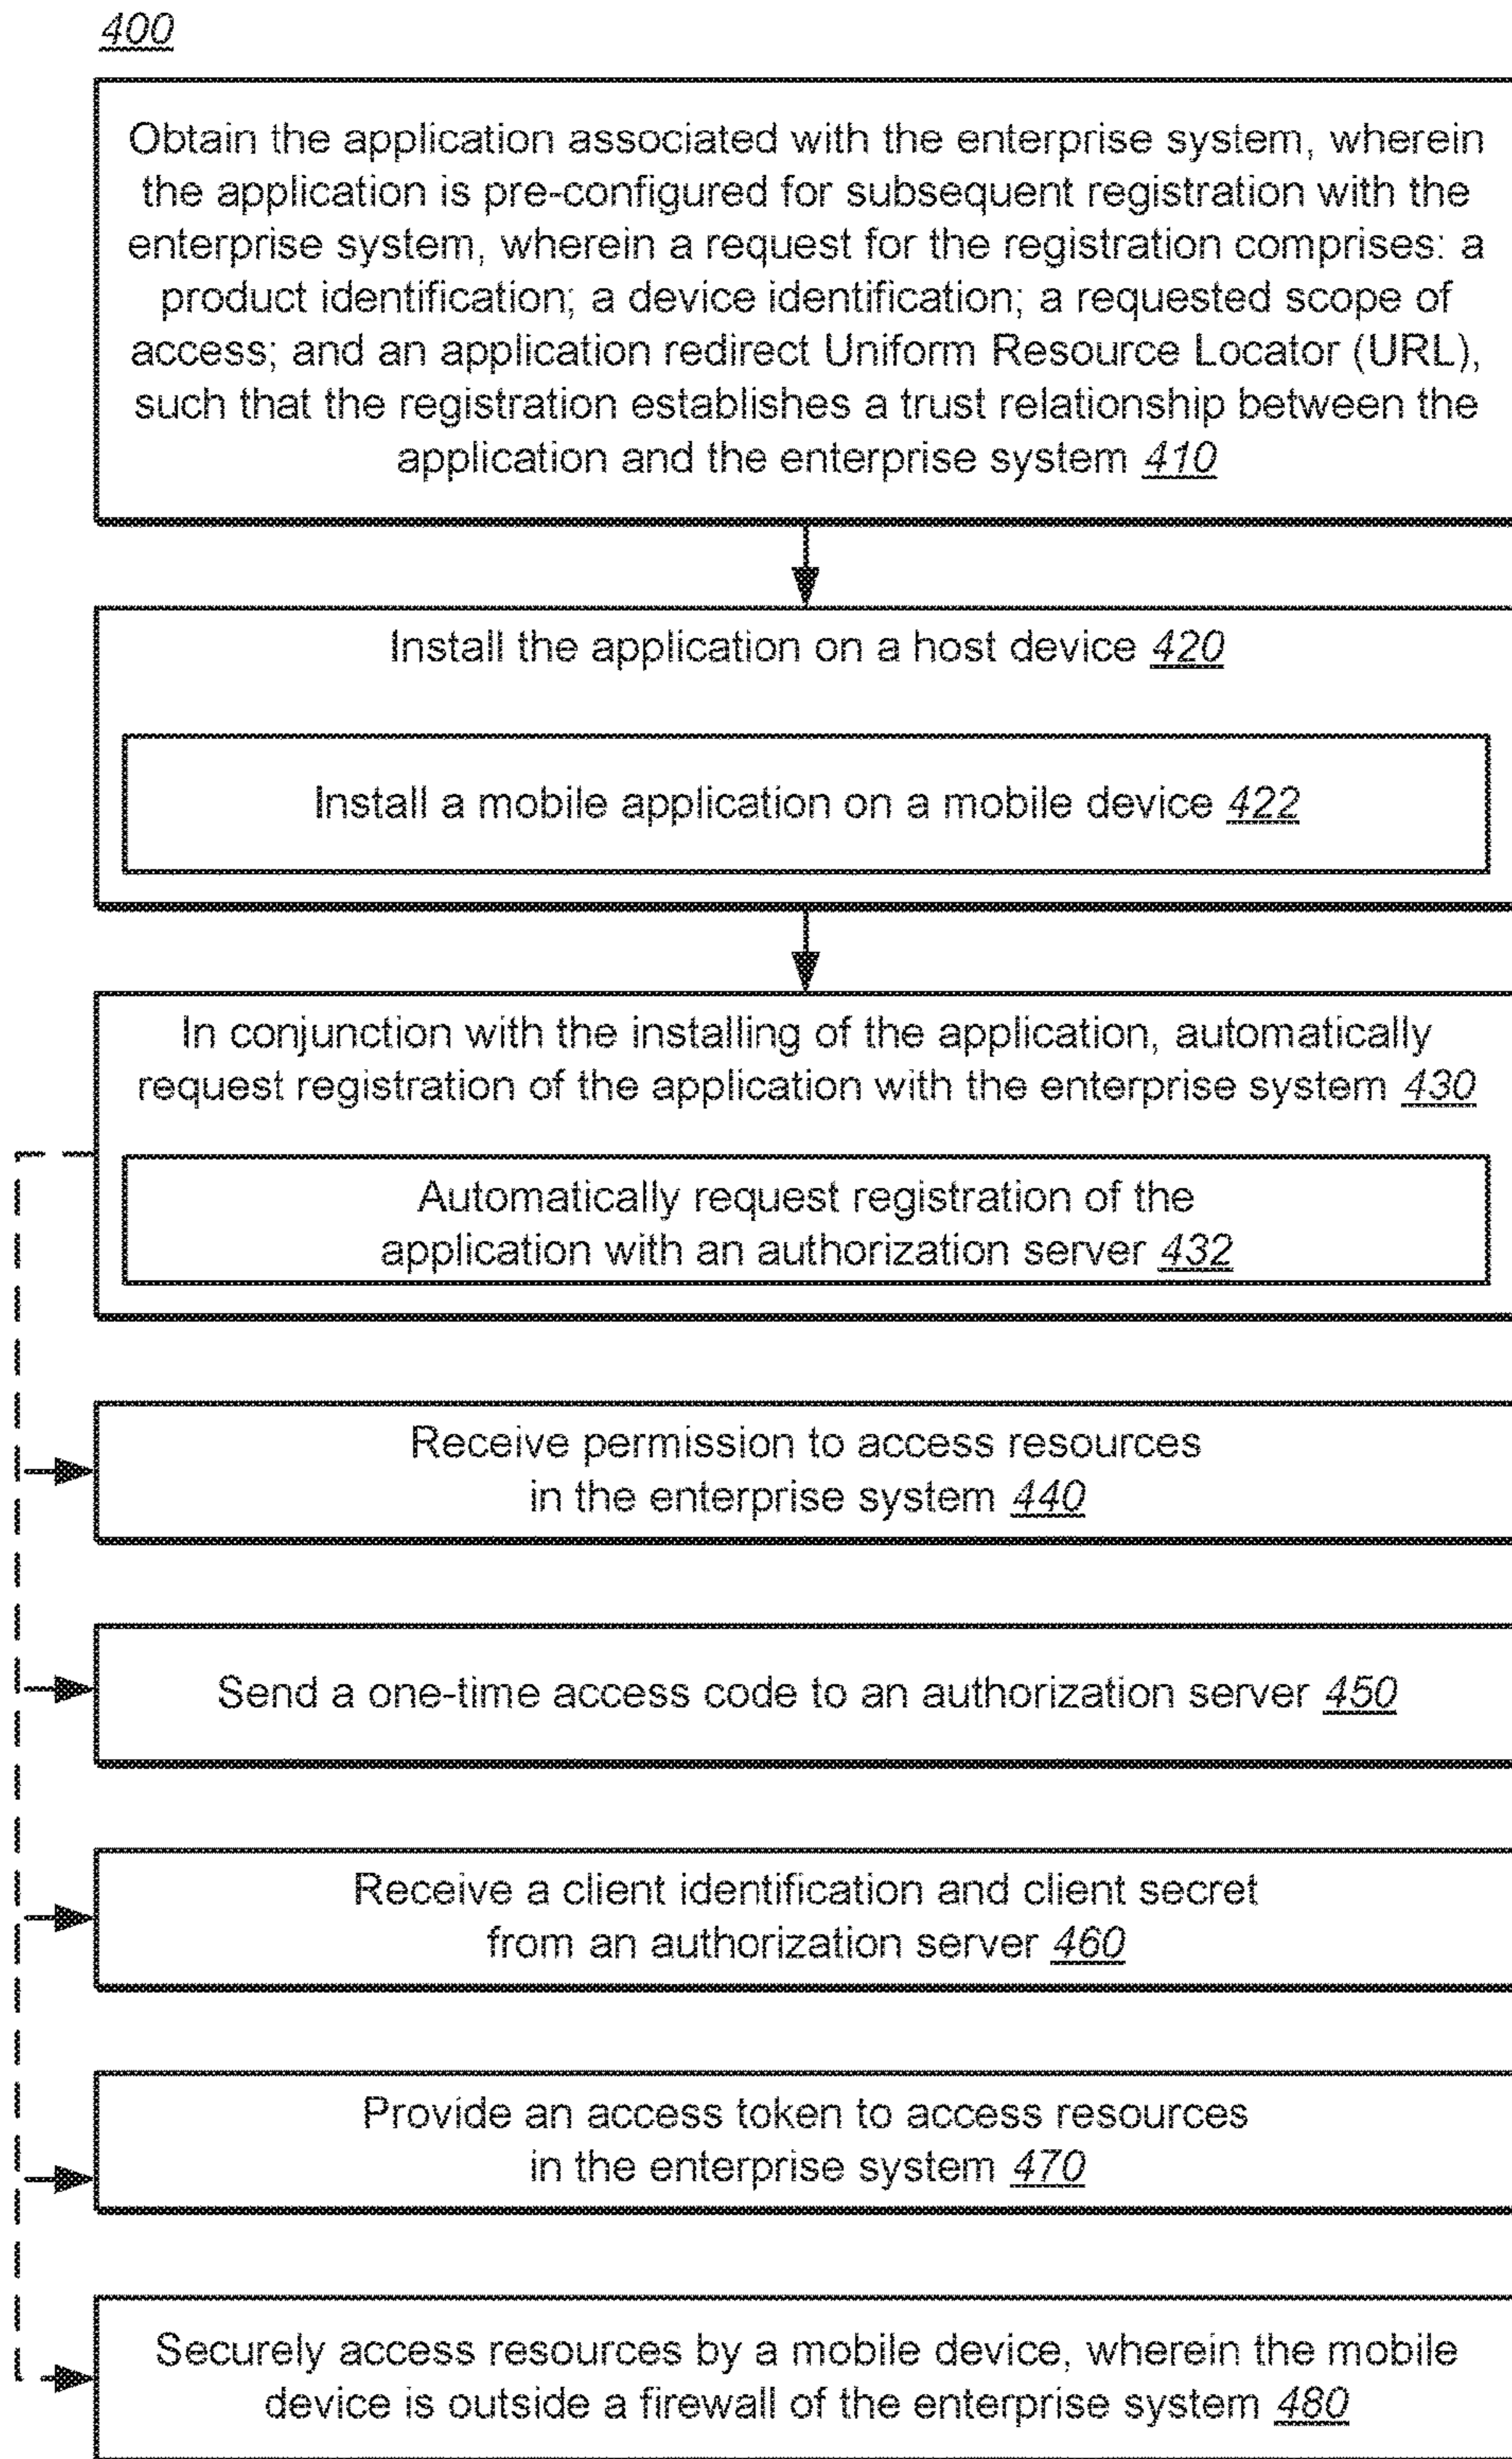 400
Obtain the application associated with the enterprise system, wherein
the application is pre-configured for subsequent registration with the
enterprise system, wherein a request for the registration comprises: a
product identification; a device identification; a requested scope of
access; and an application redirect Uniform Resource Locator (URL),
such that the registration establishes a trust relationship between the
application and the enterprise system 410
Install the application on a host device 420
Install a mobile application on a mobile device 422
In conjunction with the installing of the application, automatically
request registration of the application with the enterprise system 430
Automatically request registration of the
application with an authorization server 432
Receive permission to access resources
in the enterprise system 440
Send a one-time access code to an authorization server 450
Receive a client identification and client secret
from an authorization server 460
Provide an access token to access resources
in the enterprise system 470
Securely access resources by a mobile device, wherein the mobile
device is outside a firewall of the enterprise system 480